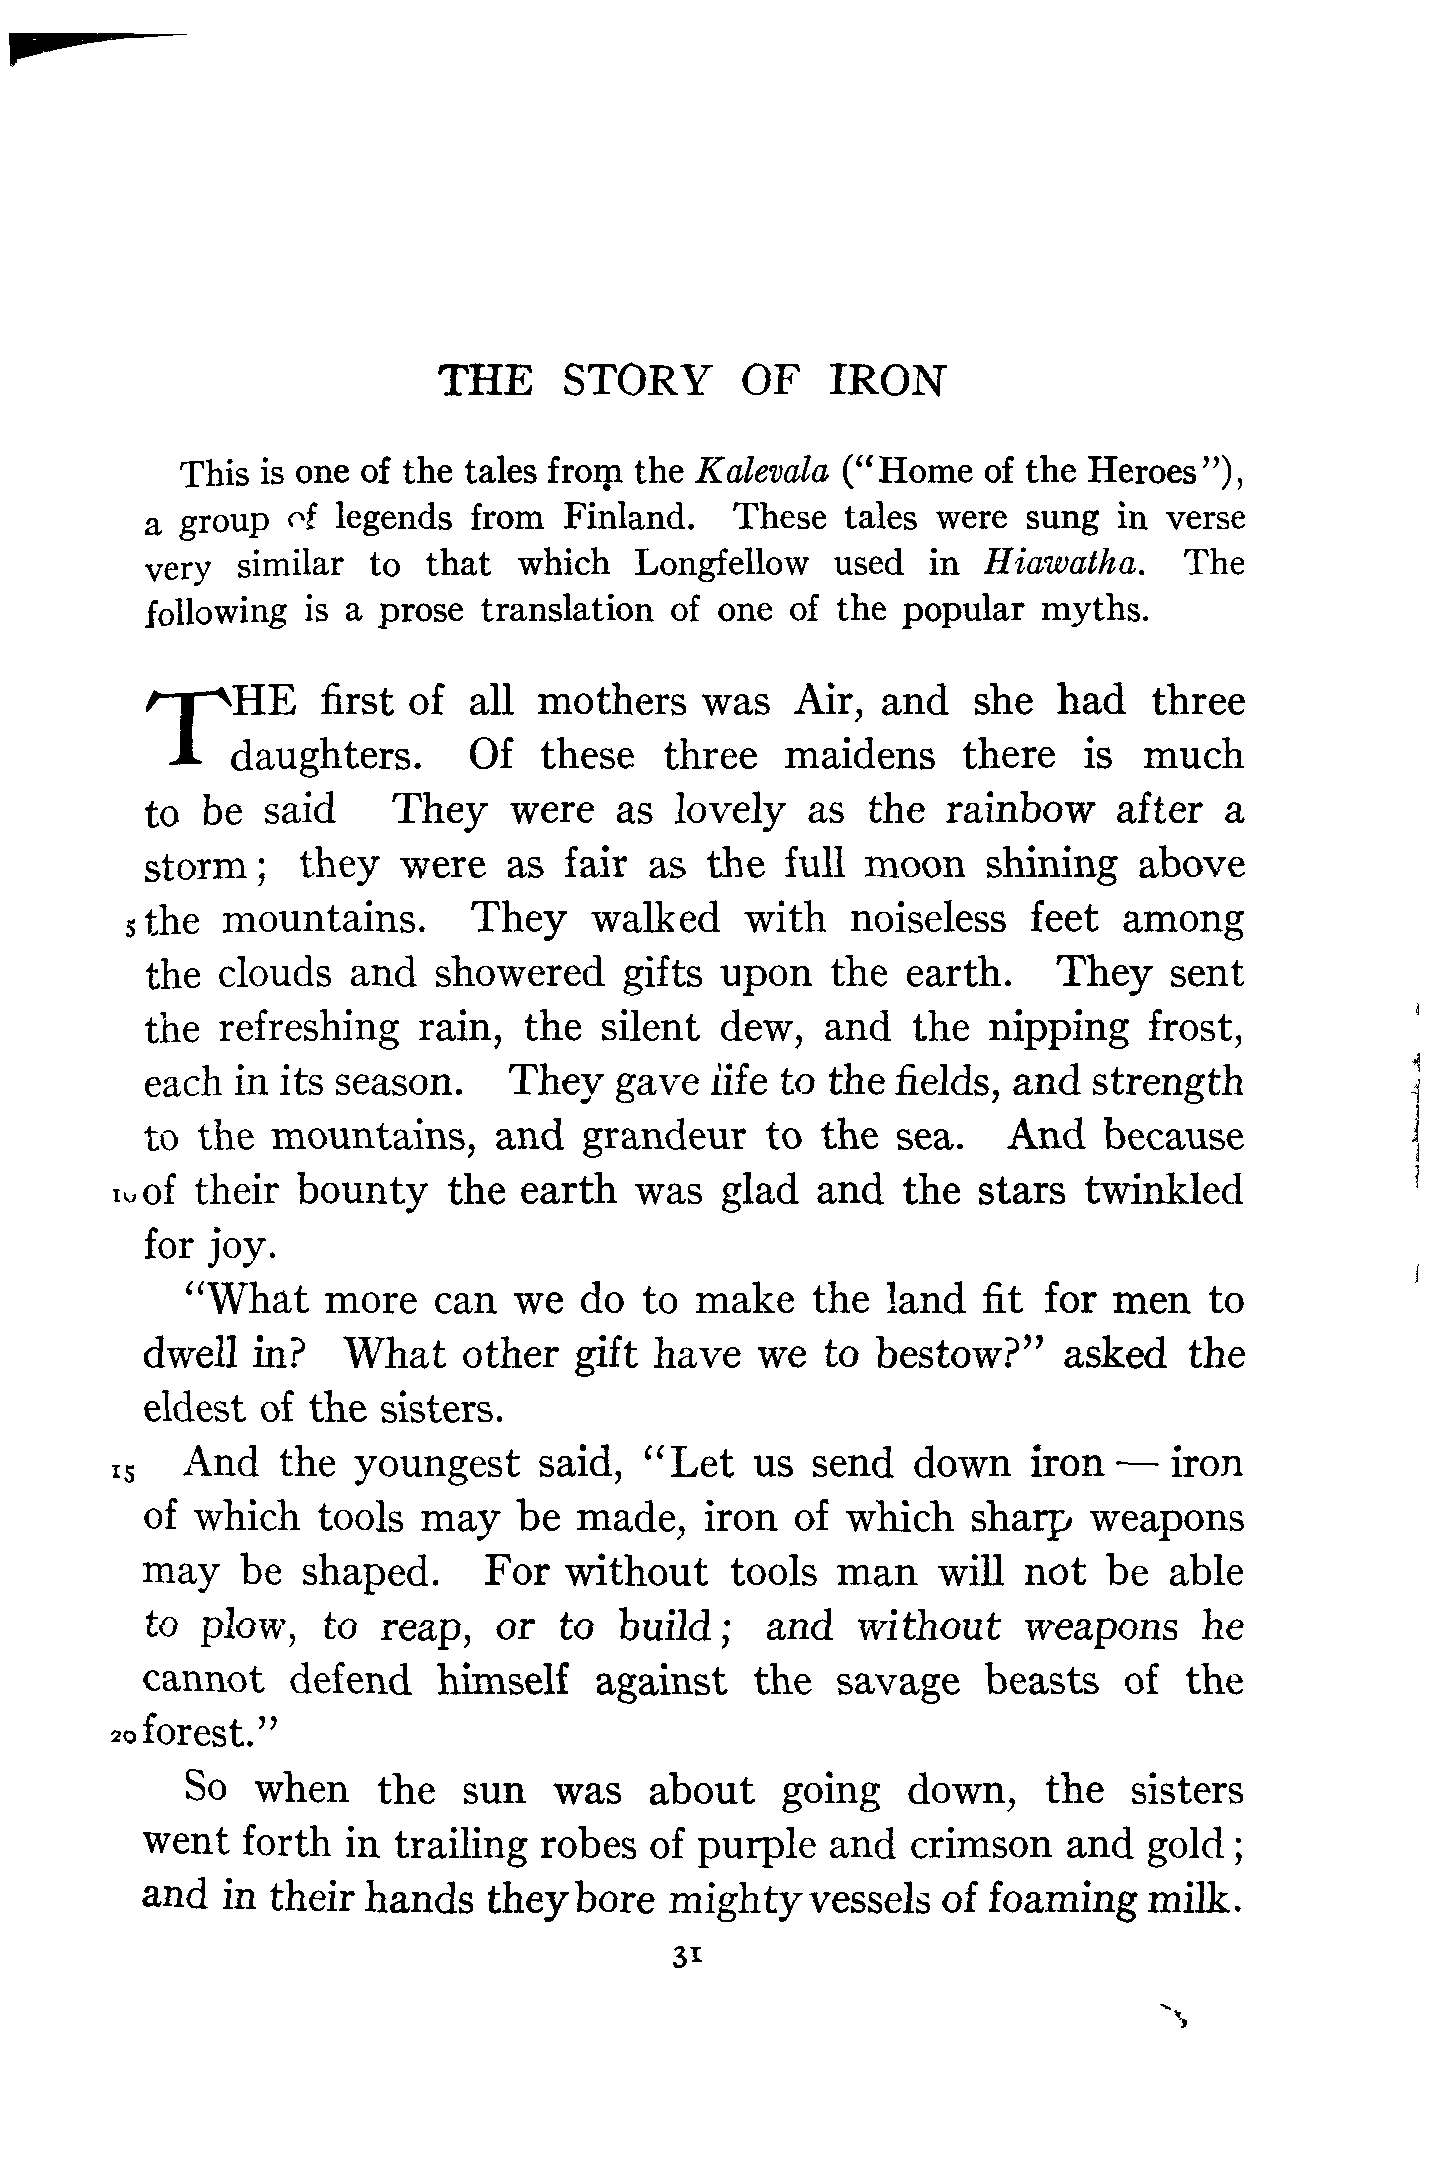 THE STORY OF IRON
This is one of the tales from the Kalevala (“Home of the Heroes”),
a group of legends from Finland. These tales were sung in verse
very similar to that which Longfellow used in Hiawatha. The
following is a prose translation of one of the popular myths.
THE first of all mothers was Air, and she had three
daughters. Of these three maidens there is much
to be said They were as lovely as the rainbow after a
storm; they were as fair as the full moon shining above
5 the mountains. They walked with noiseless feet among
the clouds and showered gifts upon the earth. They sent
the refreshing rain, the silent dew, and the nipping frost,
each in its season. They gave life to the fields, and strength
to the mountains, and grandeur to the sea. And because
10 of their bounty the earth was glad and the stars twinkled
for joy.
“What more can we do to make the land fit for men to
dwell in? What other gift have we to bestow?” asked the
eldest of the sisters.
15 And the youngest said, “Let us send down iron — iron
of which tools may be made, iron of which sharp weapons
may be shaped. For without tools man will not be able
to plow, to reap, or to build; and without weapons he
cannot defend himself against the savage beasts of the
20 forest.”
So when the sun was about going down, the sisters
went forth in trailing robes of purple and crimson and gold;
and in their hands they bore mighty vessels of foaming milk.
31